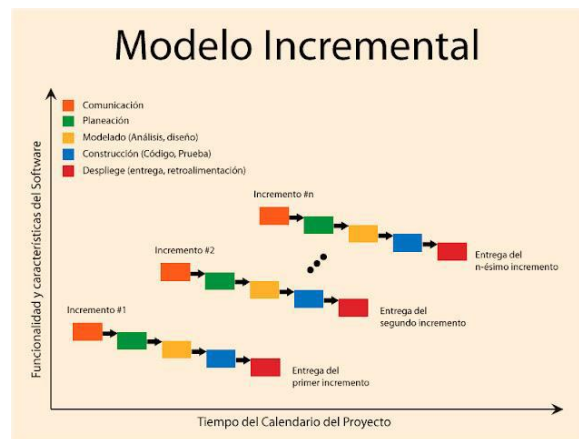 Modelo Incremental
Funcionalidad y características del Software
Comunicación
Planeación
Modelado (Análisis, diseño)
Construcción (Código, Prueba)
Despliege (entrega, retroalimentación)
Incremento #n
Entrega del
n-ésimo incremento
Incremento #2
Entrega del
segundo incremento
Incremento #1
Entrega del
primer incremento
Tiempo del Calendario del Proyecto